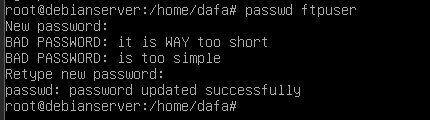 root@debianserver:/home/dafa# passwd ftpuser
New password:
BAD PASSWORD: it is WAY too short
BAD PASSWORD: is too simple
Retype new password:
passwd: password updated successfully
root@debianserver:/home/dafa#